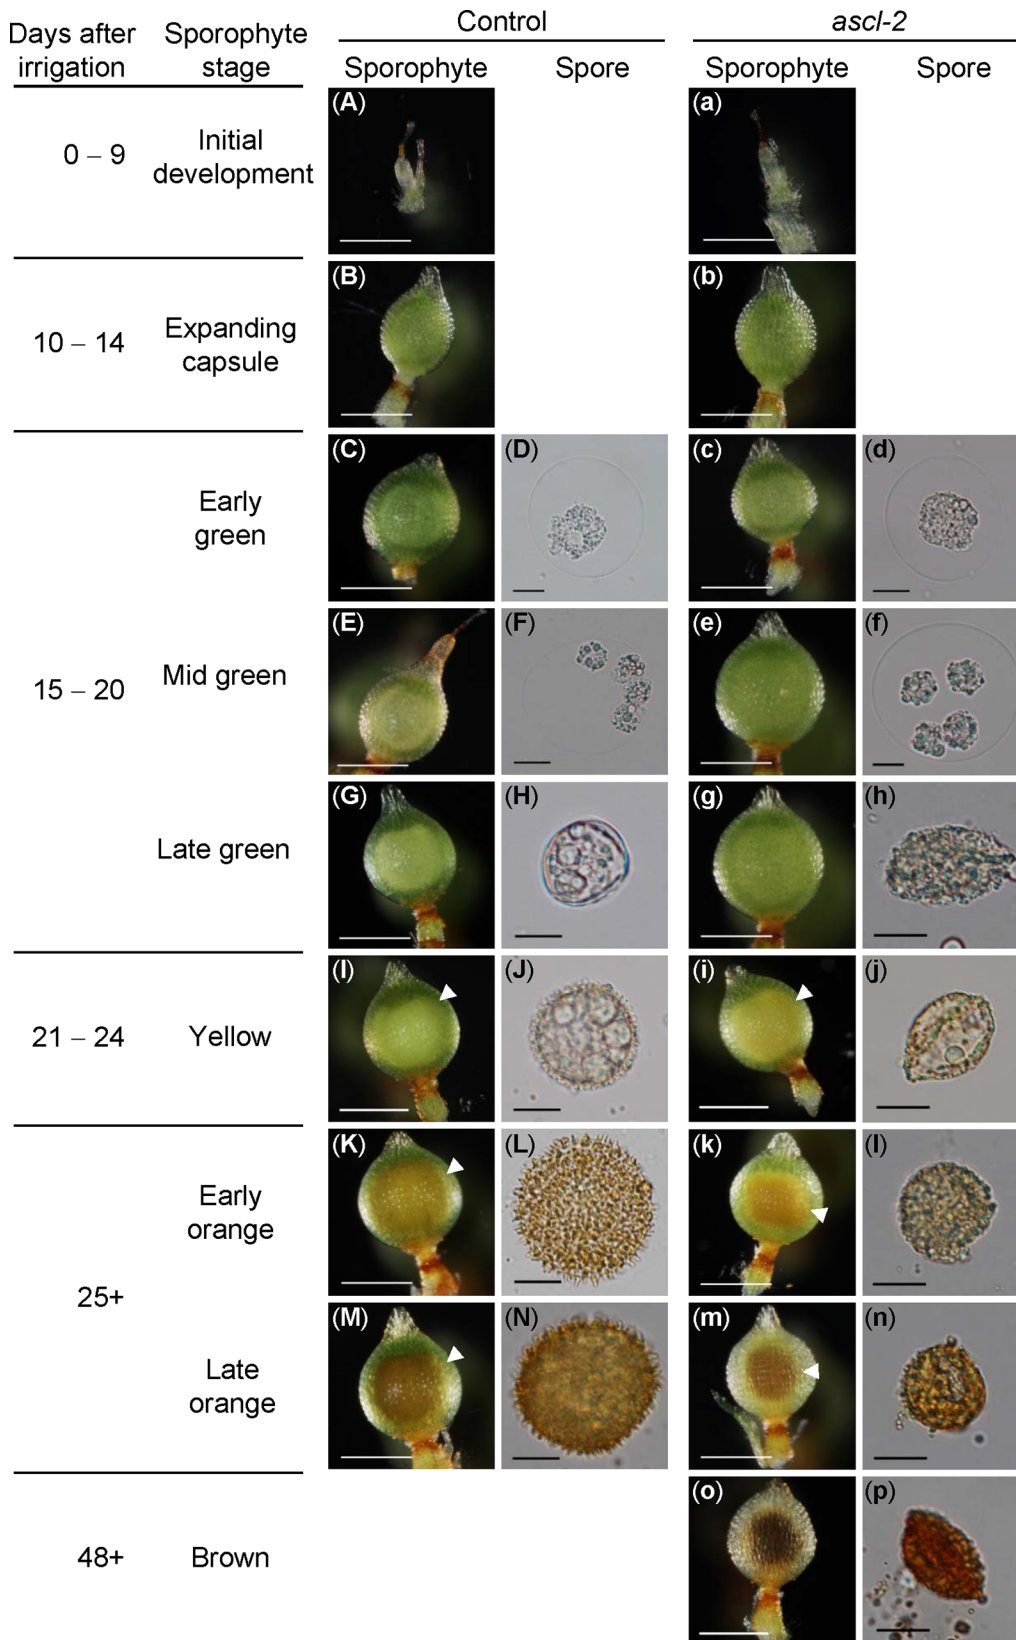 Control
ascl-2
Days after
irrigation
Sporophyte
stage
Sporophyte
Spore
Sporophyte
Spore
0 – 9
Initial
development
(A)
(a)
10 – 14
Expanding
capsule
(B)
(b)
Early
green
(C)
(D)
(c)
(d)
15 – 20
Mid green
(E)
(F)
(e)
(f)
Late green
(G)
(H)
(g)
(h)
21 – 24
Yellow
(I)
(J)
(i)
(j)
Early
orange
(K)
(L)
(k)
(l)
25+
Late
orange
(M)
(N)
(m)
(n)
48+
Brown
(o)
(p)